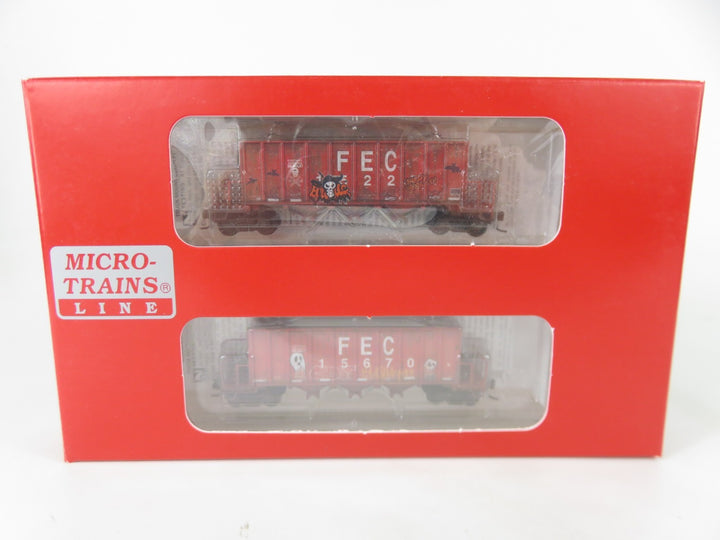 MICRO-
TRAINS®
LINE
FEC
22
FEC
15670